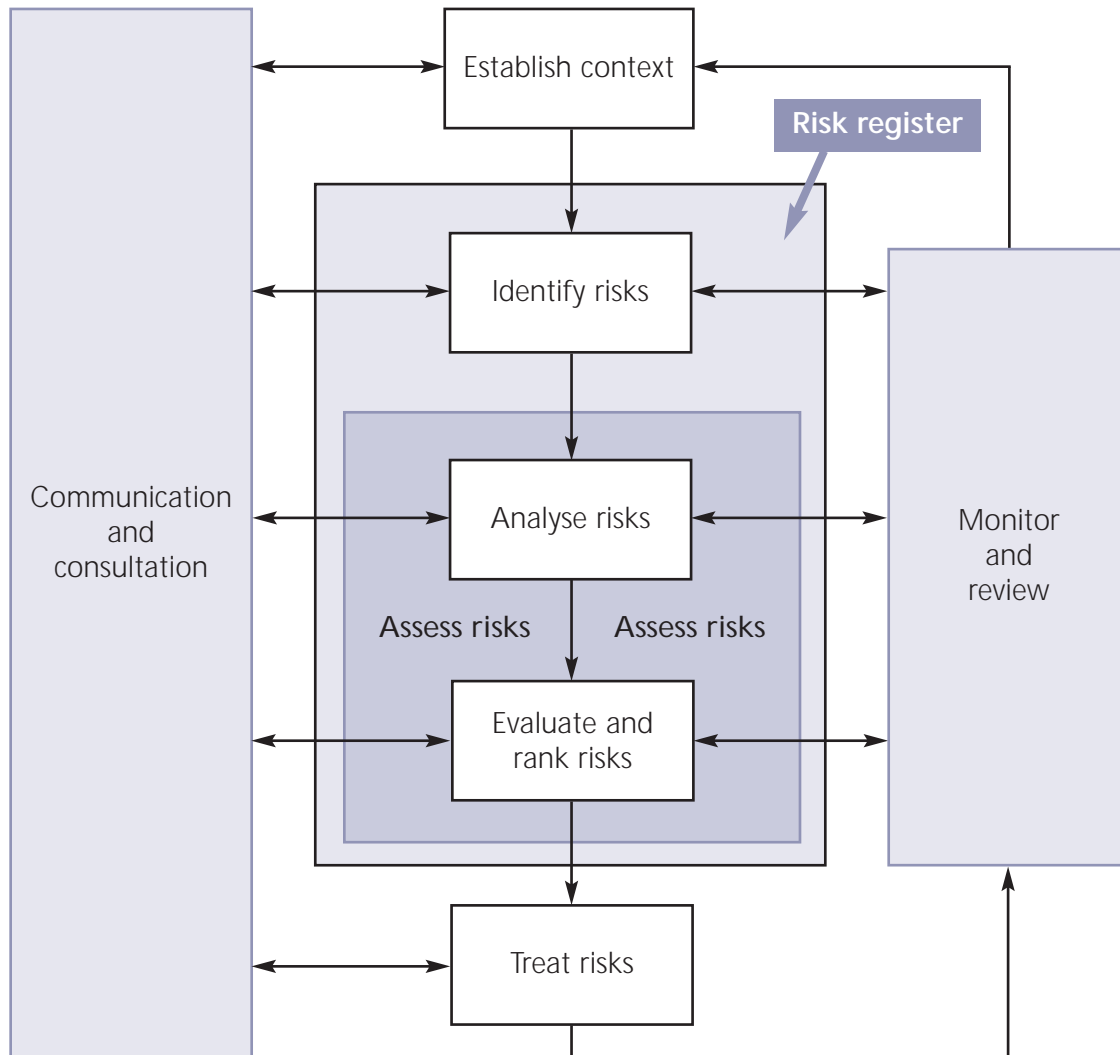 Establish context
Risk register
Identify risks
Communication
and
consultation
Analyse risks
Monitor
and
review
Assess risks
Assess risks
Evaluate and
rank risks
Treat risks